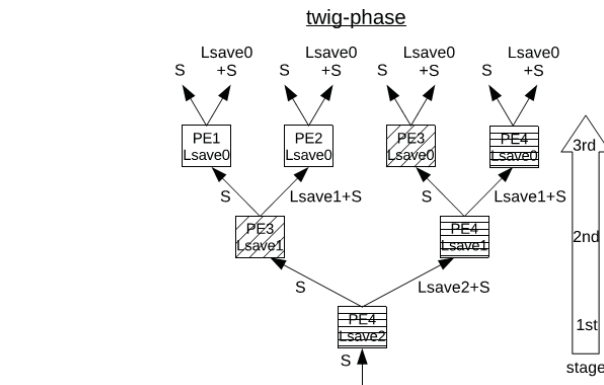 twig-phase
Lsave0 Lsave0 Lsave0 Lsave0
S +S S +S S +S S +S
PE1 PE2 PE3 PE4
Lsave0 Lsave0 Lsave0 Lsave0
3rd
S Lsave1+S S Lsave1+S
PE3 PE4
Lsave1 Lsave1
2nd
S Lsave2+S
PE4
Lsave2
1st
S
stage